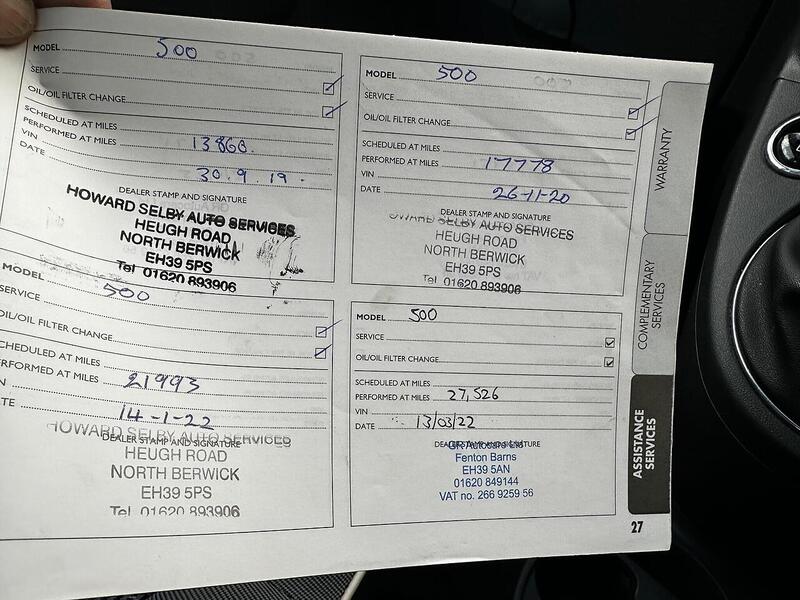 MODEL 500
SERVICE
OIL/OIL FILTER CHANGE
SCHEDULED AT MILES
PERFORMED AT MILES 13860.
VIN
DATE 30.9.19.
DEALER STAMP AND SIGNATURE
HOWARD SELBY AUTO SERVICES
HEUGH ROAD
NORTH BERWICK
EH39 5PS
Tel 01620 893906
MODEL 500
SERVICE
OIL/OIL FILTER CHANGE
SCHEDULED AT MILES
PERFORMED AT MILES 17778
VIN
DATE 26-11-20
DEALER STAMP AND SIGNATURE
HOWARD SELBY AUTO SERVICES
HEUGH ROAD
NORTH BERWICK
EH39 5PS
Tel 01620 893906
MODEL 500
SERVICE
OIL/OIL FILTER CHANGE
SCHEDULED AT MILES
PERFORMED AT MILES 21993
VIN
DATE 14-1-22
HOWARD SELBY AUTO SERVICES
DEALER STAMP AND SIGNATURE
HEUGH ROAD
NORTH BERWICK
EH39 5PS
Tel 01620 893906
MODEL 500
SERVICE
OIL/OIL FILTER CHANGE
SCHEDULED AT MILES
PERFORMED AT MILES 27,526
VIN
DATE 13/03/22
DEALER STAMP AND SIGNATURE
Autocare Ltd
Fenton Barns
EH39 5AN
01620 849144
VAT no. 266 9259 56
WARRANTY
COMPLEMENTARY
SERVICES
ASSISTANCE
SERVICES
27